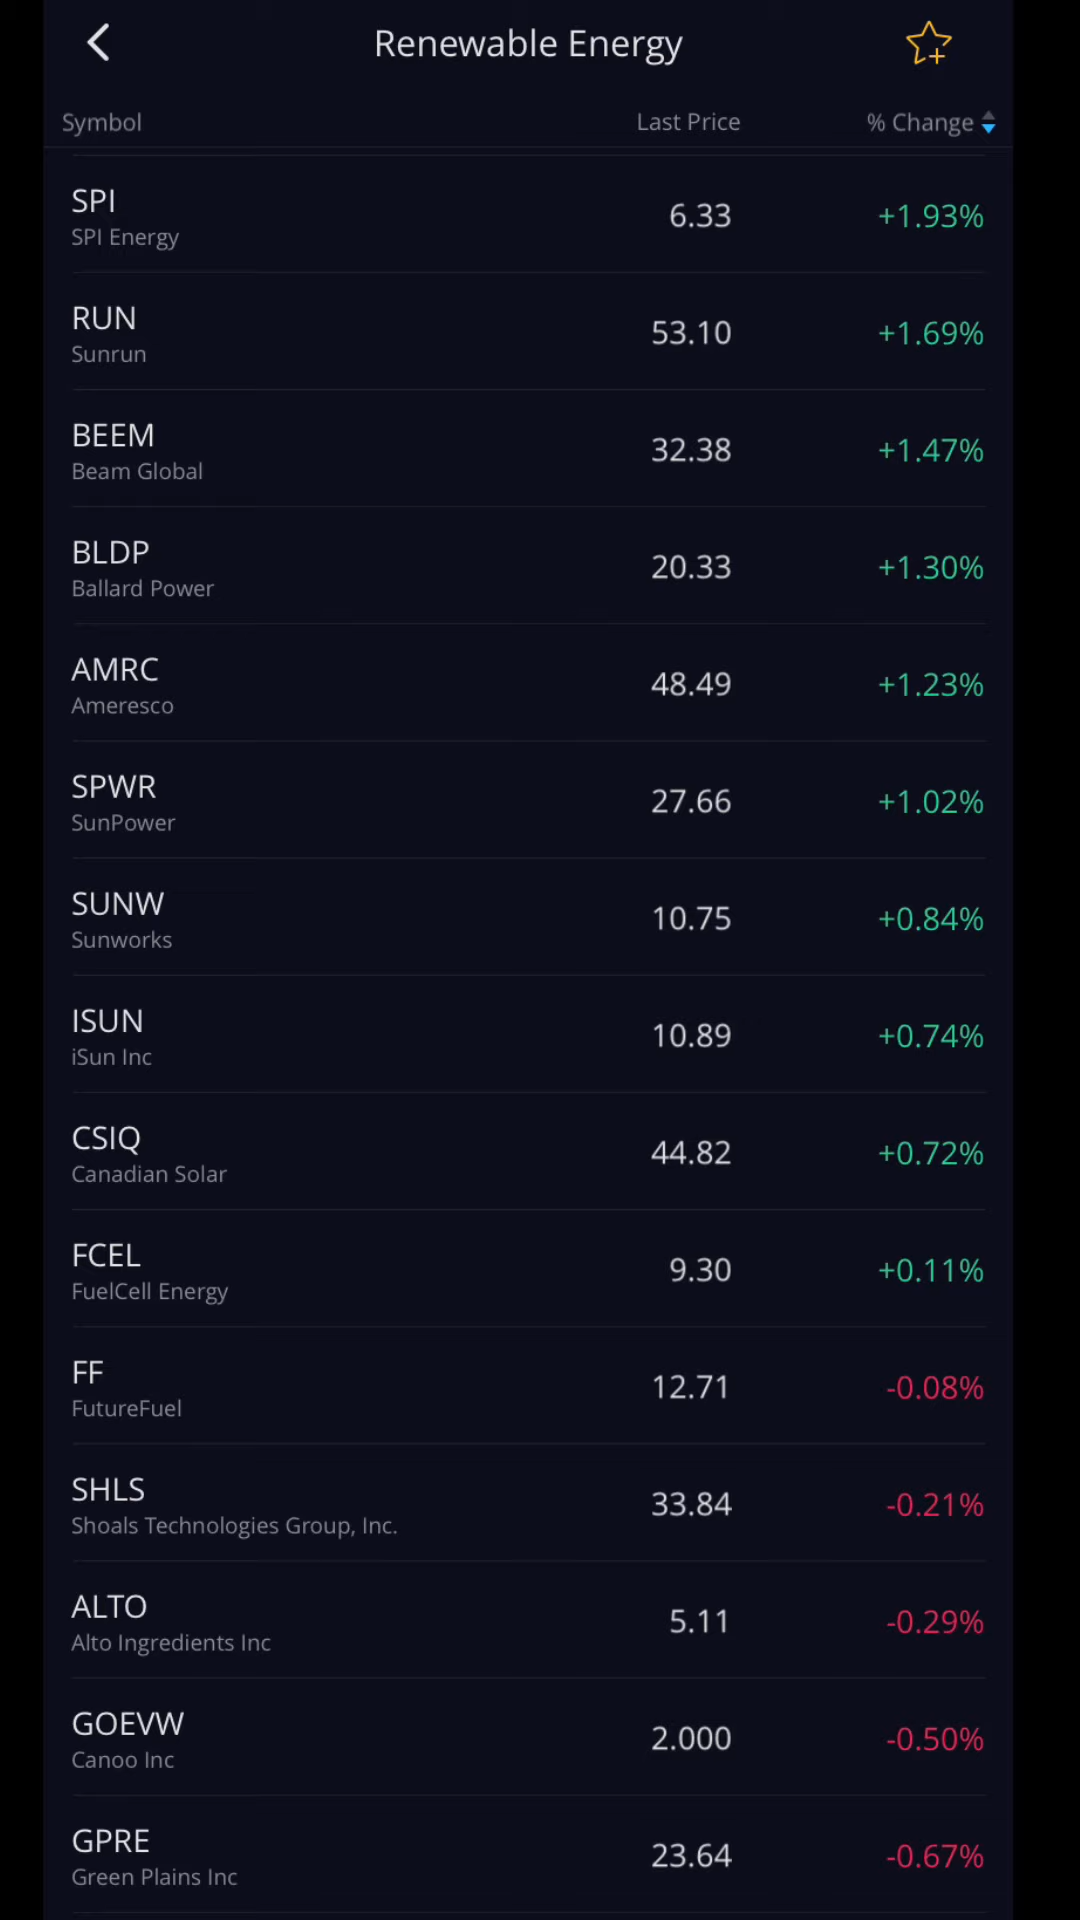 Renewable Energy
Symbol Last Price % Change
SPI 6.33 +1.93%
SPI Energy
RUN 53.10 +1.69%
Sunrun
BEEM 32.38 +1.47%
Beam Global
BLDP 20.33 +1.30%
Ballard Power
AMRC 48.49 +1.23%
Ameresco
SPWR 27.66 +1.02%
SunPower
SUNW 10.75 +0.84%
Sunworks
ISUN 10.89 +0.74%
iSun Inc
CSIQ 44.82 +0.72%
Canadian Solar
FCEL 9.30 +0.11%
FuelCell Energy
FF 12.71 -0.08%
FutureFuel
SHLS 33.84 -0.21%
Shoals Technologies Group, Inc.
ALTO 5.11 -0.29%
Alto Ingredients Inc
GOEVW 2.000 -0.50%
Canoo Inc
GPRE 23.64 -0.67%
Green Plains Inc